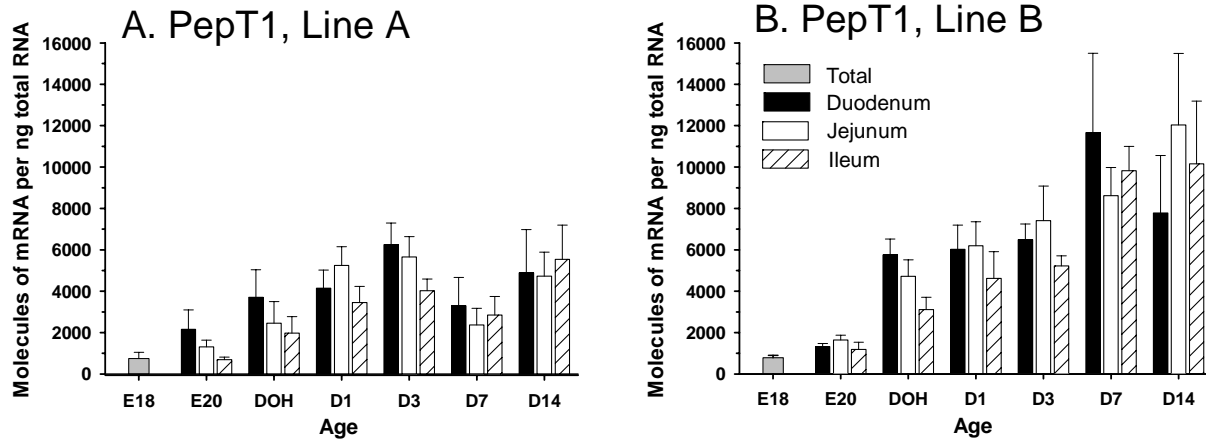 A. PepT1, Line A
Molecules of mRNA per ng total RNA
16000
14000
12000
10000
8000
6000
4000
2000
0
E18 E20 DOH D1 D3 D7 D14
Age
B. PepT1, Line B
Molecules of mRNA per ng total RNA
16000
14000
12000
10000
8000
6000
4000
2000
0
Total
Duodenum
Jejunum
Ileum
E18 E20 DOH D1 D3 D7 D14
Age